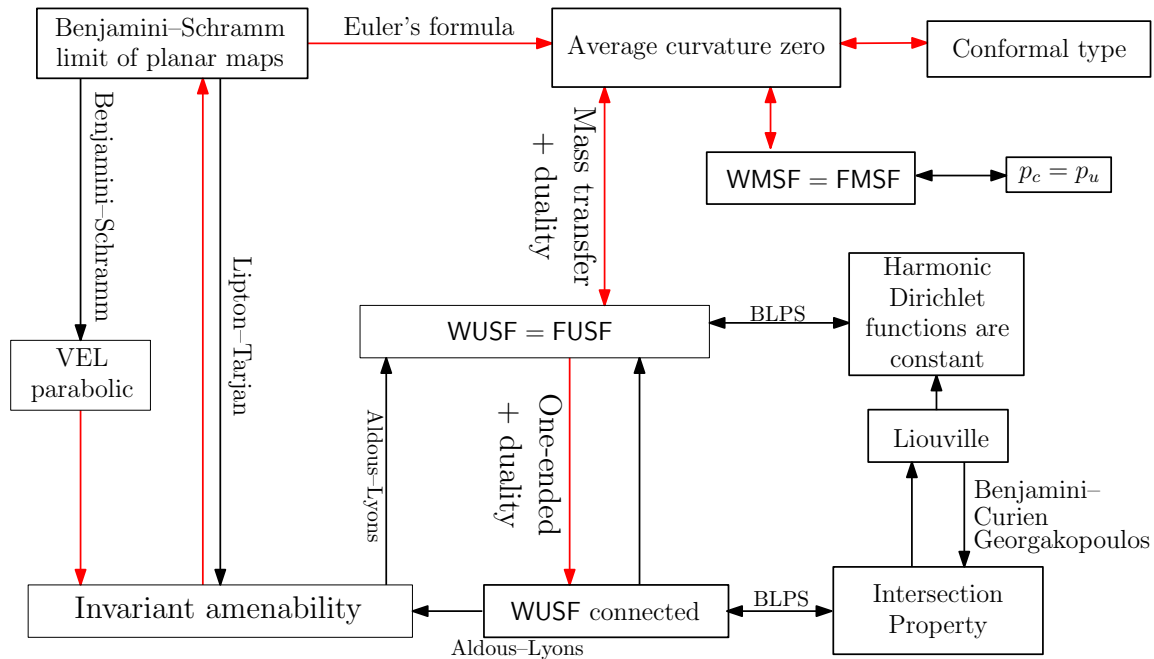 Benjamini–Schramm
limit of planar maps
Euler's formula
Average curvature zero
Conformal type
Benjamini–Schramm
Lipton–Tarjan
Mass transfer
+ duality
WMSF = FMSF
p_c = p_u
VEL
parabolic
WUSF = FUSF
BLPS
Harmonic
Dirichlet
functions are
constant
Aldous–Lyons
One-ended
+ duality
Liouville
Benjamini–
Curien
Georgakopoulos
Invariant amenability
Aldous–Lyons
WUSF connected
BLPS
Intersection
Property